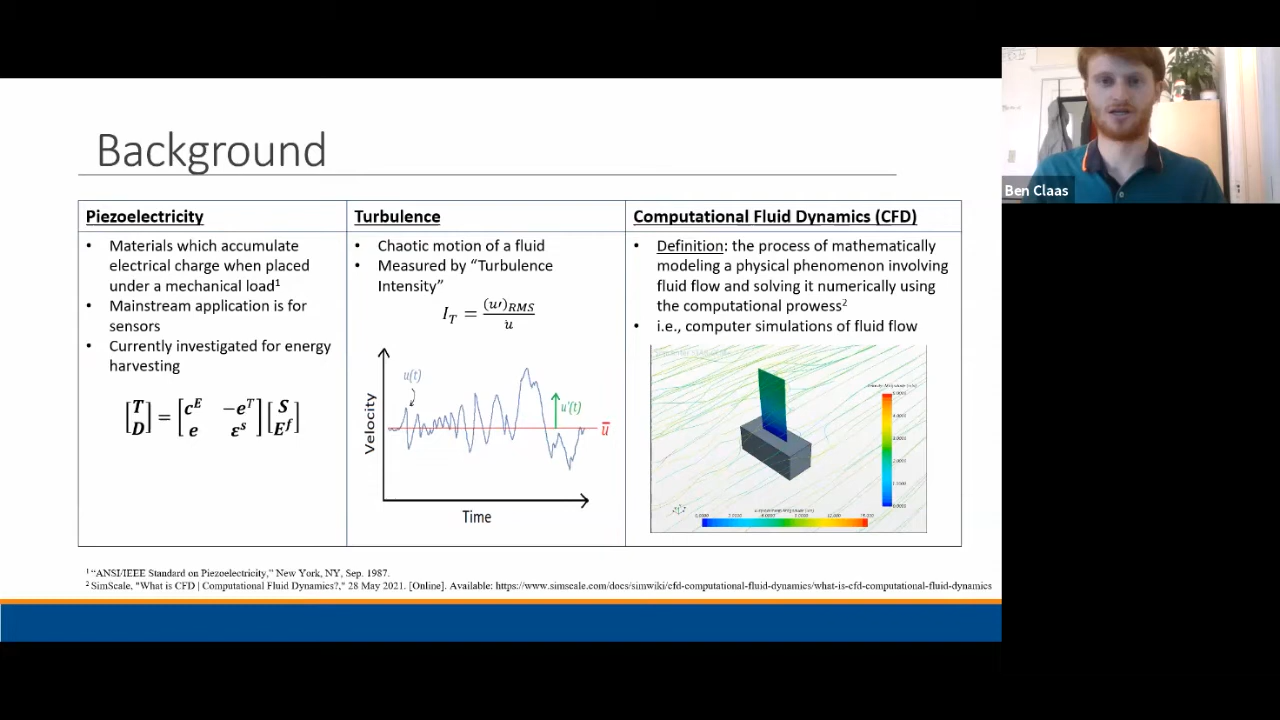 Background
Piezoelectricity
• Materials which accumulate
electrical charge when placed
under a mechanical load¹
• Mainstream application is for
sensors
• Currently investigated for energy
harvesting
[T D] = [c^E -e^T e ε^s] [S E^f]
Turbulence
• Chaotic motion of a fluid
• Measured by “Turbulence
Intensity”
I_T = (u′)_RMS / u
u(t)
u'(t)
u̅
Velocity
Time
Computational Fluid Dynamics (CFD)
• Definition: the process of mathematically
modeling a physical phenomenon involving
fluid flow and solving it numerically using
the computational prowess²
• i.e., computer simulations of fluid flow
¹ “ANSI/IEEE Standard on Piezoelectricity,” New York, NY, Sep. 1987.
² SimScale, "What is CFD | Computational Fluid Dynamics?," 28 May 2021. [Online]. Available: https://www.simscale.com/docs/simwiki/cfd-computational-fluid-dynamics/what-is-cfd-computational-fluid-dynamics
Ben Claas